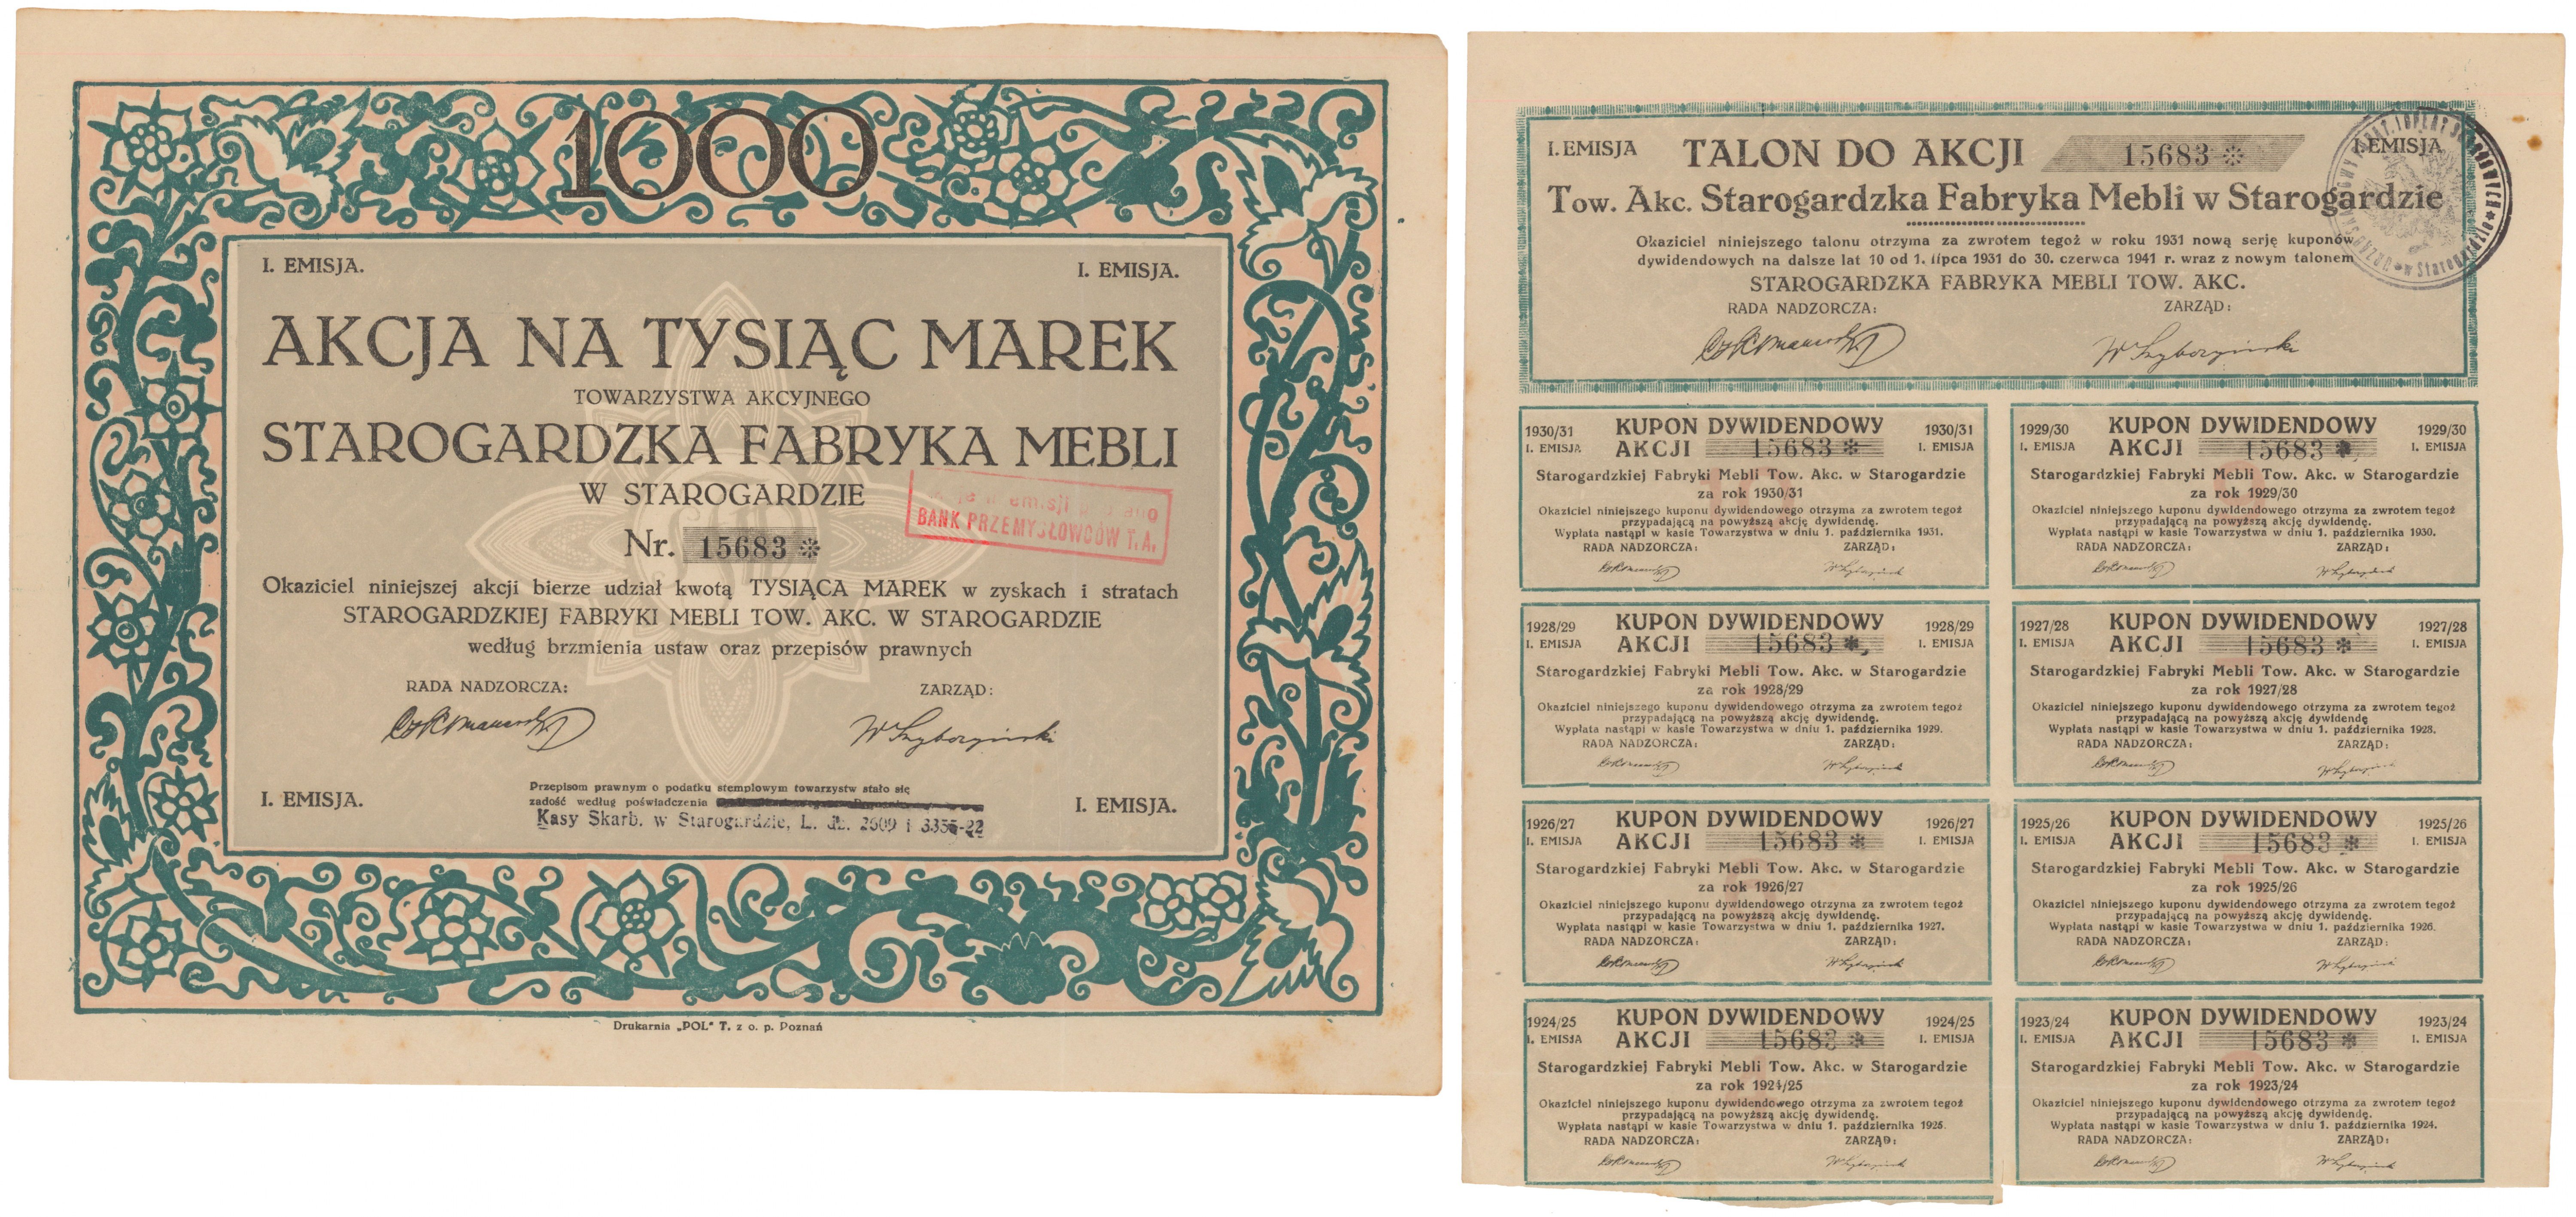 1000
I. EMISJA. I. EMISJA.
AKCJA NA TYSIĄC MAREK
TOWARZYSTWA AKCYJNEGO
STAROGARDZKA FABRYKA MEBLI
W STAROGARDZIE
BANK PRZEMYSŁOWCÓW T. A.
Nr. 15683 *
Okaziciel niniejszej akcji bierze udział kwotą TYSIĄCA MAREK w zyskach i stratach
STAROGARDZKIEJ FABRYKI MEBLI TOW. AKC. W STAROGARDZIE
według brzmienia ustaw oraz przepisów prawnych
RADA NADZORCZA: ZARZĄD:
I. EMISJA. I. EMISJA.
Przepisom prawnym o podatku stemplowym towarzystw stało się
zadość według poświadczenia
Kasy Skarb. w Starogardzie, L. dz. 2609 i 3355-22
Drukarnia „POL“ T. z o. p. Poznań
I. EMISJA TALON DO AKCJI 15683 * I. EMISJA
Tow. Akc. Starogardzka Fabryka Mebli w Starogardzie
Okaziciel niniejszego talonu otrzyma za zwrotem tegoż w roku 1931 nową serję kuponów
dywidendowych na dalsze lat 10 od 1. lipca 1931 do 30. czerwca 1941 r. wraz z nowym talonem
STAROGARDZKA FABRYKA MEBLI TOW. AKC.
RADA NADZORCZA: ZARZĄD:
1930/31 KUPON DYWIDENDOWY 1930/31
I. EMISJA AKCJI 15683 * I. EMISJA
Starogardzkiej Fabryki Mebli Tow. Akc. w Starogardzie
za rok 1930/31
Okaziciel niniejszego kuponu dywidendowego otrzyma za zwrotem tegoż
przypadającą na powyższą akcję dywidendę.
Wypłata nastąpi w kasie Towarzystwa w dniu 1. października 1931.
RADA NADZORCZA: ZARZĄD:
1929/30 KUPON DYWIDENDOWY 1929/30
I. EMISJA AKCJI 15683 * I. EMISJA
Starogardzkiej Fabryki Mebli Tow. Akc. w Starogardzie
za rok 1929/30
Okaziciel niniejszego kuponu dywidendowego otrzyma za zwrotem tegoż
przypadającą na powyższą akcję dywidendę.
Wypłata nastąpi w kasie Towarzystwa w dniu 1. października 1930.
RADA NADZORCZA: ZARZĄD:
1928/29 KUPON DYWIDENDOWY 1928/29
I. EMISJA AKCJI 15683 * I. EMISJA
Starogardzkiej Fabryki Mebli Tow. Akc. w Starogardzie
za rok 1928/29
Okaziciel niniejszego kuponu dywidendowego otrzyma za zwrotem tegoż
przypadającą na powyższą akcję dywidendę.
Wypłata nastąpi w kasie Towarzystwa w dniu 1. października 1929.
RADA NADZORCZA: ZARZĄD:
1927/28 KUPON DYWIDENDOWY 1927/28
I. EMISJA AKCJI 15683 * I. EMISJA
Starogardzkiej Fabryki Mebli Tow. Akc. w Starogardzie
za rok 1927/28
Okaziciel niniejszego kuponu dywidendowego otrzyma za zwrotem tegoż
przypadającą na powyższą akcję dywidendę
Wypłata nastąpi w kasie Towarzystwa w dniu 1. października 1928.
RADA NADZORCZA: ZARZĄD:
1926/27 KUPON DYWIDENDOWY 1926/27
I. EMISJA AKCJI 15683 * I. EMISJA
Starogardzkiej Fabryki Mebli Tow. Akc. w Starogardzie
za rok 1926/27
Okaziciel niniejszego kuponu dywidendowego otrzyma za zwrotem tegoż
przypadającą na powyższą akcję dywidendę.
Wypłata nastąpi w kasie Towarzystwa w dniu 1. października 1927.
RADA NADZORCZA: ZARZĄD:
1925/26 KUPON DYWIDENDOWY 1925/26
I. EMISJA AKCJI 15683 * I. EMISJA
Starogardzkiej Fabryki Mebli Tow. Akc. w Starogardzie
za rok 1925/26
Okaziciel niniejszego kuponu dywidendowego otrzyma za zwrotem tegoż
przypadającą na powyższą akcję dywidendę.
Wypłata nastąpi w kasie Towarzystwa w dniu 1. października 1926.
RADA NADZORCZA: ZARZĄD:
1924/25 KUPON DYWIDENDOWY 1924/25
I. EMISJA AKCJI 15683 * I. EMISJA
Starogardzkiej Fabryki Mebli Tow. Akc. w Starogardzie
za rok 1924/25
Okaziciel niniejszego kuponu dywidendowego otrzyma za zwrotem tegoż
przypadającą na powyższą akcję dywidendę.
Wypłata nastąpi w kasie Towarzystwa w dniu 1. października 1925.
RADA NADZORCZA: ZARZĄD:
1923/24 KUPON DYWIDENDOWY 1923/24
I. EMISJA AKCJI 15683 * I. EMISJA
Starogardzkiej Fabryki Mebli Tow. Akc. w Starogardzie
za rok 1923/24
Okaziciel niniejszego kuponu dywidendowego otrzyma za zwrotem tegoż
przypadającą na powyższą akcję dywidendę.
Wypłata nastąpi w kasie Towarzystwa w dniu 1. października 1924.
RADA NADZORCZA: ZARZĄD: